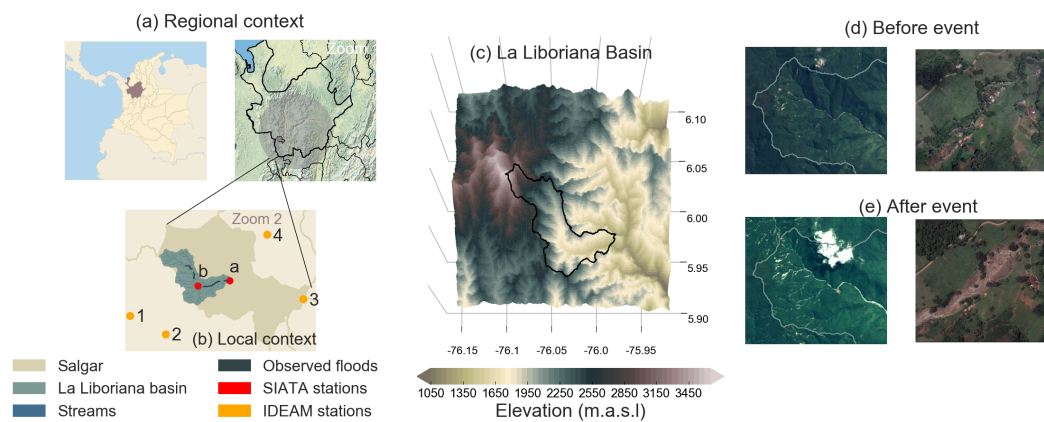 (a) Regional context
Zoom
Zoom 2
4
b
a
3
1
2
(b) Local context
Salgar
La Liboriana basin
Streams
Observed floods
SIATA stations
IDEAM stations
(c) La Liboriana Basin
6.10
6.05
6.00
5.95
5.90
-76.15 -76.1 -76.05 -76.0 -75.95
1050 1350 1650 1950 2250 2550 2850 3150 3450
Elevation (m.a.s.l)
(d) Before event
(e) After event